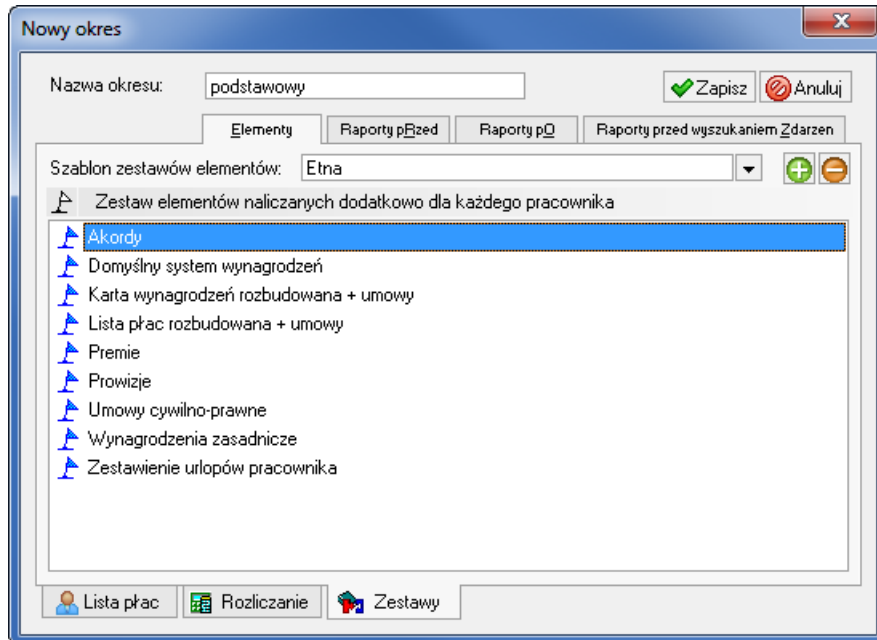 Nowy okres
Nazwa okresu: podstawowy Zapisz Anuluj
Elementy Raporty pRzed Raporty pO Raporty przed wyszukaniem Zdarzen
Szablon zestawów elementów: Etna
Zestaw elementów naliczanych dodatkowo dla każdego pracownika
Akordy
Domyślny system wynagrodzeń
Karta wynagrodzeń rozbudowana + umowy
Lista płac rozbudowana + umowy
Premie
Prowizje
Umowy cywilno-prawne
Wynagrodzenia zasadnicze
Zestawienie urlopów pracownika
Lista płac Rozliczanie Zestawy